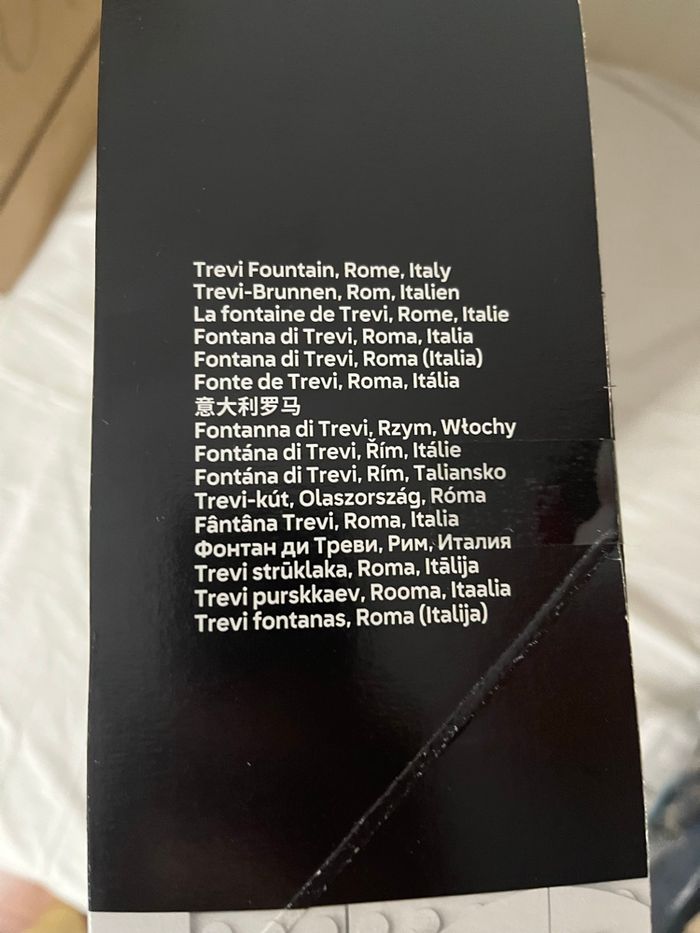 Trevi Fountain, Rome, Italy
Trevi-Brunnen, Rom, Italien
La fontaine de Trevi, Rome, Italie
Fontana di Trevi, Roma, Italia
Fontana di Trevi, Roma (Italia)
Fonte de Trevi, Roma, Itália
意大利罗马
Fontanna di Trevi, Rzym, Włochy
Fontána di Trevi, Řím, Itálie
Fontána di Trevi, Rím, Taliansko
Trevi-kút, Olaszország, Róma
Fântâna Trevi, Roma, Italia
Фонтан ди Треви, Рим, Италия
Trevi strūklaka, Roma, Itālija
Trevi purskkaev, Rooma, Itaalia
Trevi fontanas, Roma (Italija)